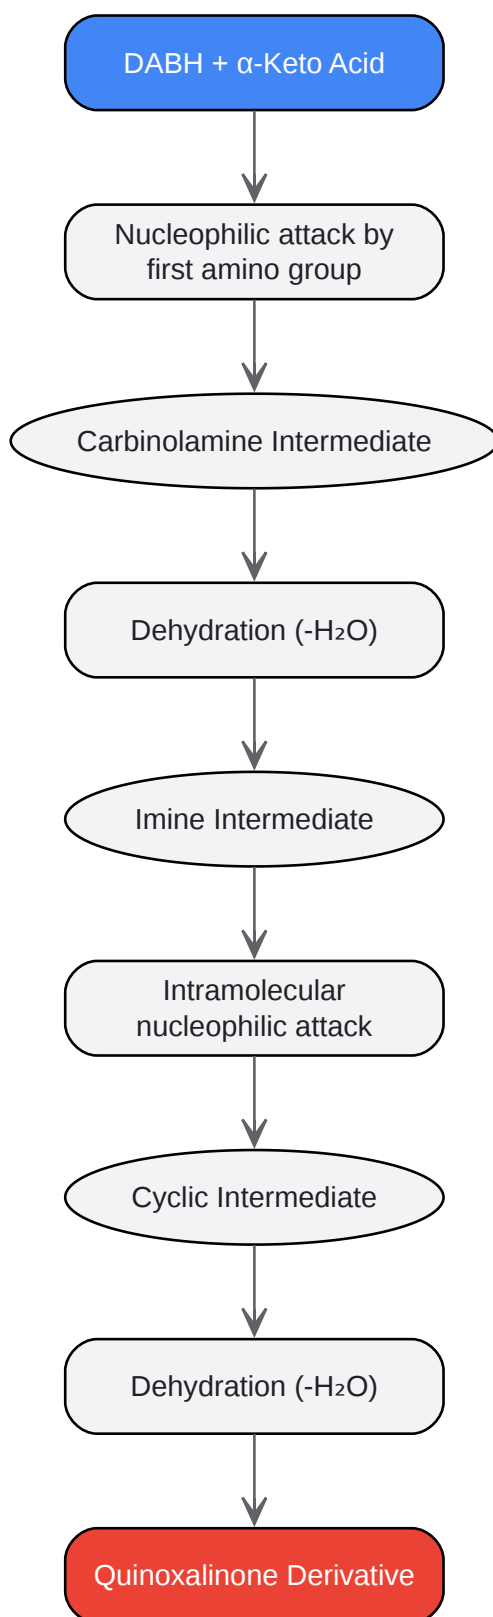 DABH + α-Keto Acid
Nucleophilic attack by
first amino group
Carbinolamine Intermediate
Dehydration (-H₂O)
Imine Intermediate
Intramolecular
nucleophilic attack
Cyclic Intermediate
Dehydration (-H₂O)
Quinoxalinone Derivative